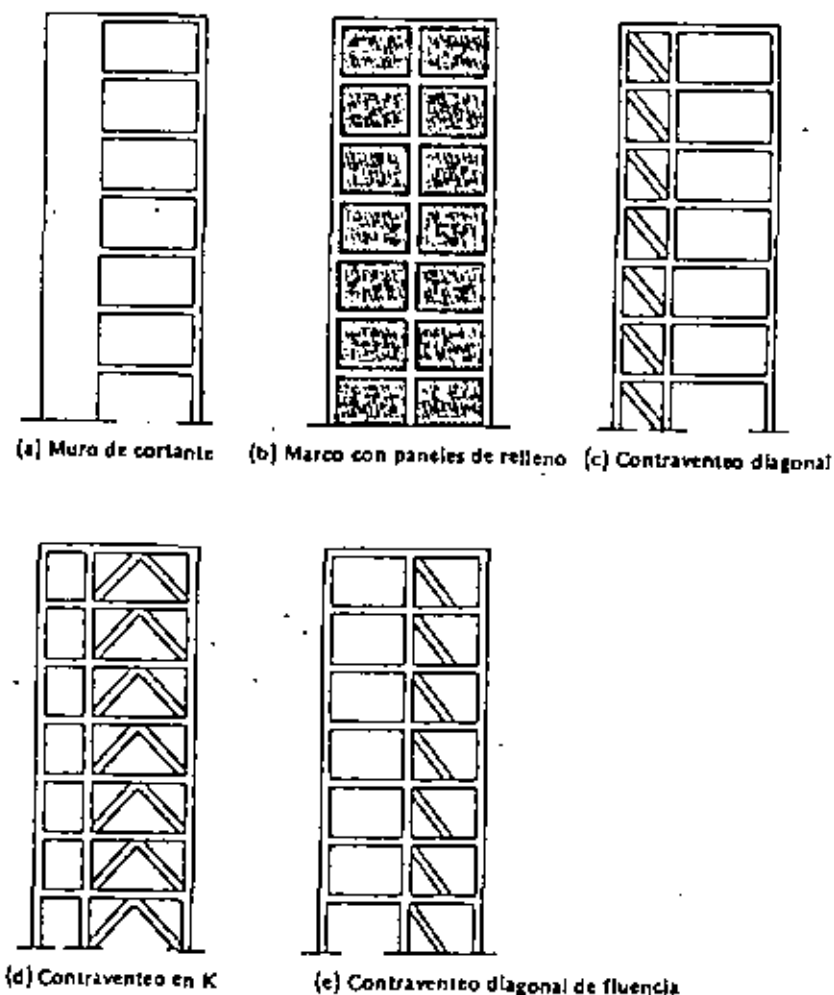 (a) Muro de cortante
(b) Marco con paneles de relleno
(c) Contraventeo diagonal
(d) Contraventeo en K
(e) Contraventeo diagonal de fluencia